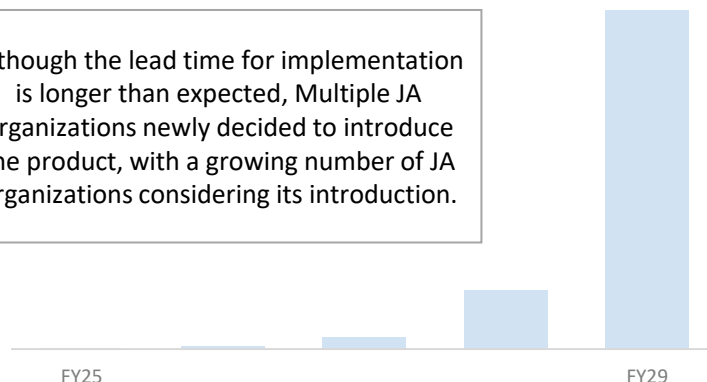 though the lead time for implementation
is longer than expected, Multiple JA
rganizations newly decided to introduce
he product, with a growing number of JA
rganizations considering its introduction.
FY25
FY29